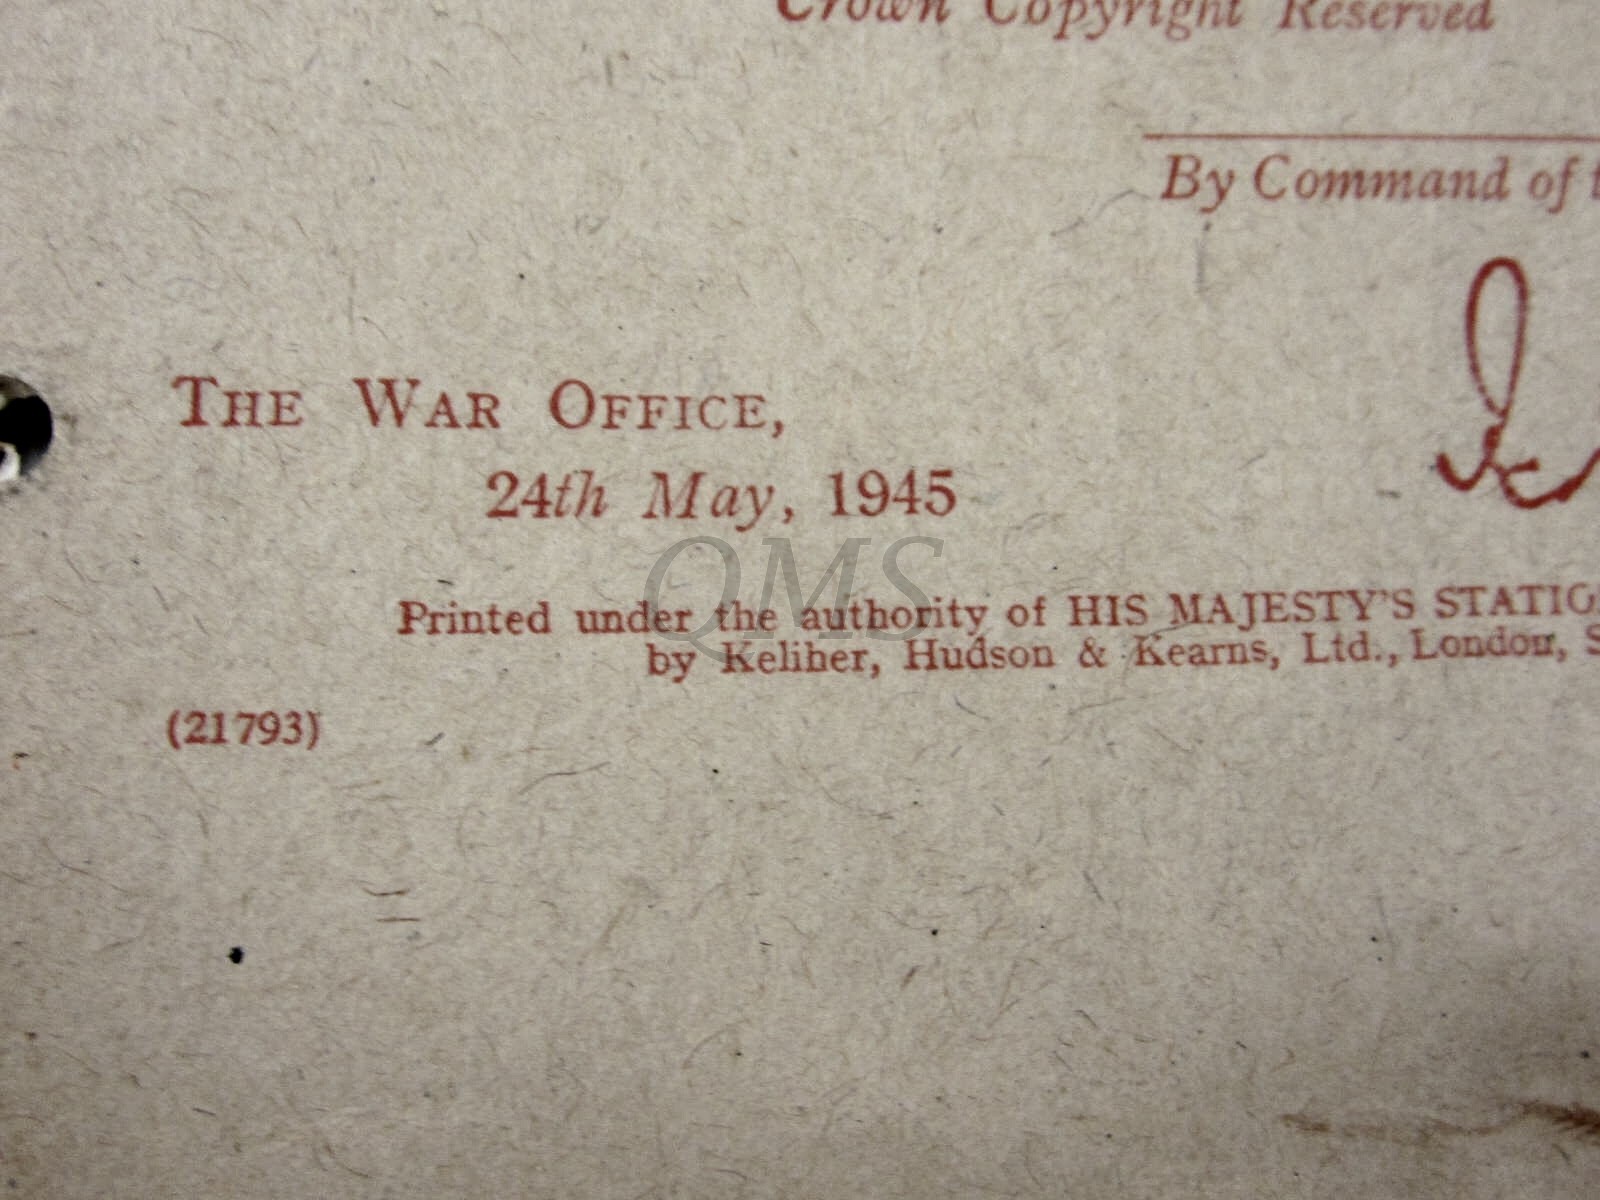 Crown Copyright Reserved
By Command of
THE WAR OFFICE,
24th May, 1945
QMS
Printed under the authority of HIS MAJESTY'S
by Keliher, Hudson & Kearns, Ltd., London,
(21793)